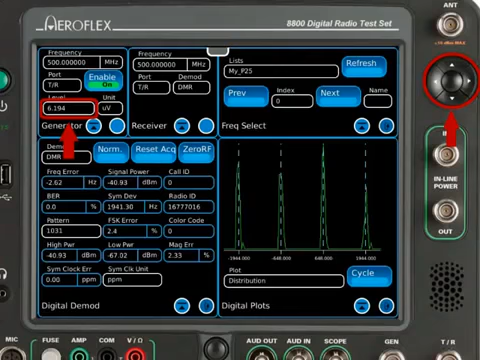 AEROFLEX
8800 Digital Radio Test Set
ANT
Frequency
500.000000 MHz
Port
T/R
Enable
On
Level
6.194
Unit
uV
Generator
Frequency
500.000000 MHz
Port
T/R
Demod
DMR
Receiver
Lists
My_P25
Refresh
Prev
Index
0
Next
Name
Freq Select
IN
IN-LINE
POWER
OUT
Demod
DMR
Norm.
Reset Acq
ZeroRF
Freq Error
-2.62 Hz
Signal Power
-40.93 dBm
Call ID
0
BER
0.0 %
Sym Dev
1941.30 Hz
Radio ID
16777016
Pattern
1031
FSK Error
2.4 %
Color Code
0
High Pwr
-40.93 dBm
Low Pwr
-67.02 dBm
Mag Err
2.33 %
Sym Clock Err
0.00 ppm
Sym Clk Unit
ppm
Digital Demod
-1944.000 -648.000 648.000 1944.000
Plot
Distribution
Cycle
Digital Plots
MIC
FUSE
AMP
COM
V / Ω
AUD OUT
AUD IN
SCOPE
GEN
T / R